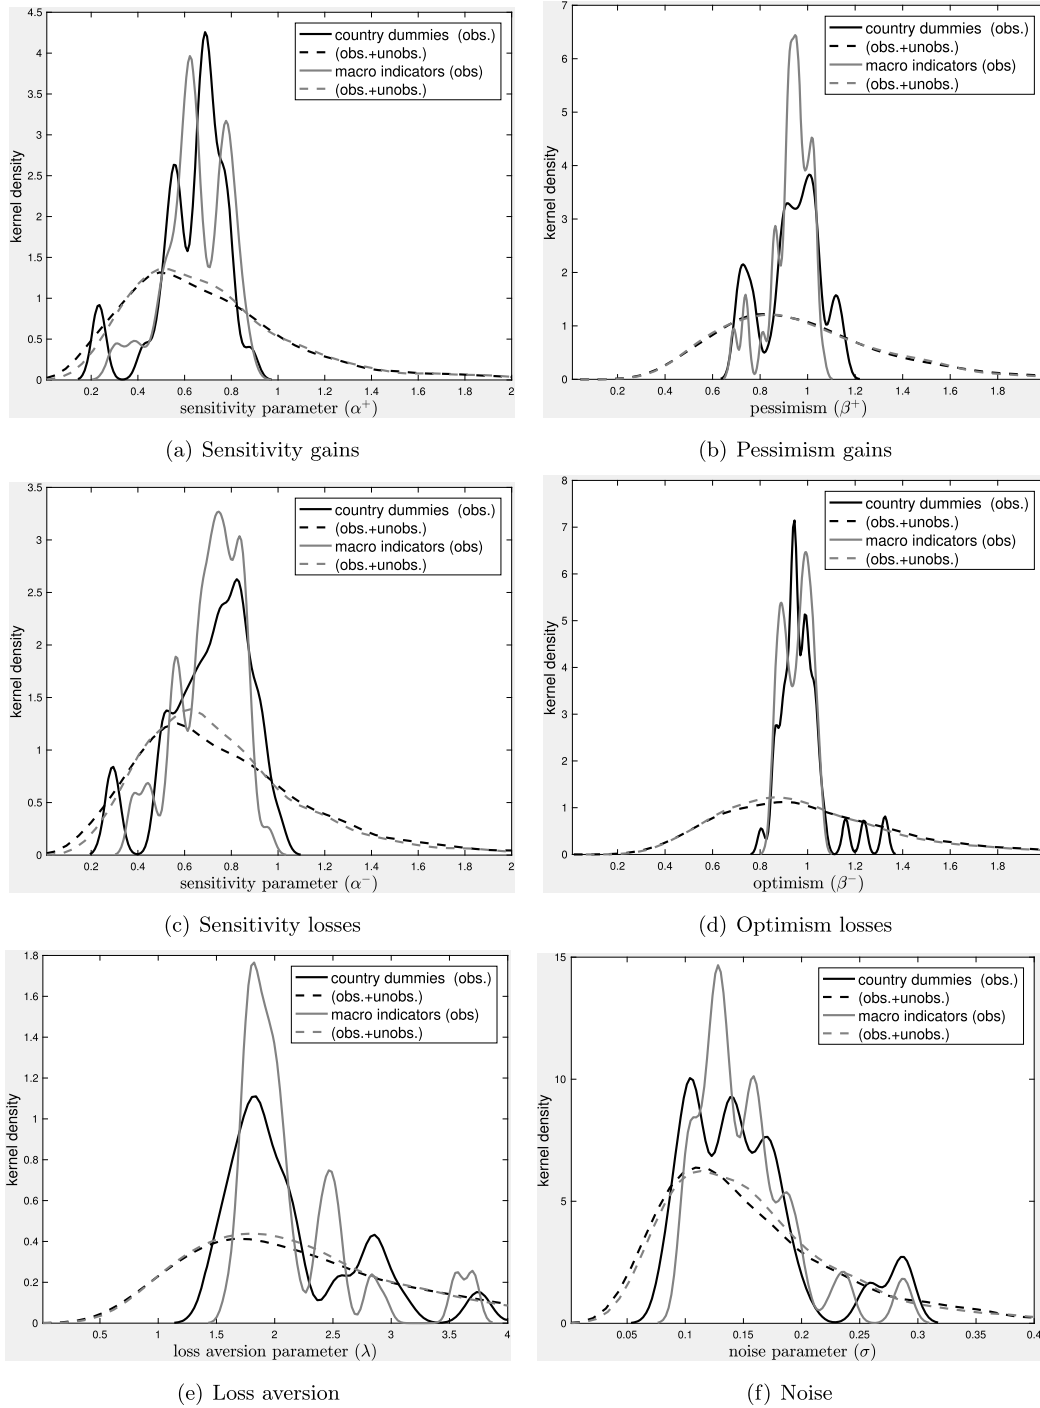 4.5
4
3.5
3
2.5
2
1.5
1
0.5
0
kernel density
country dummies (obs.)
(obs.+unobs.)
macro indicators (obs)
(obs.+unobs.)
0.2 0.4 0.6 0.8 1 1.2 1.4 1.6 1.8 2
sensitivity parameter (α⁺)
(a) Sensitivity gains
7
6
5
4
3
2
1
0
kernel density
country dummies (obs.)
(obs.+unobs.)
macro indicators (obs)
(obs.+unobs.)
0.2 0.4 0.6 0.8 1 1.2 1.4 1.6 1.8
pessimism (β⁺)
(b) Pessimism gains
3.5
3
2.5
2
1.5
1
0.5
0
kernel density
country dummies (obs.)
(obs.+unobs.)
macro indicators (obs)
(obs.+unobs.)
0.2 0.4 0.6 0.8 1 1.2 1.4 1.6 1.8 2
sensitivity parameter (α⁻)
(c) Sensitivity losses
8
7
6
5
4
3
2
1
0
kernel density
country dummies (obs.)
(obs.+unobs.)
macro indicators (obs)
(obs.+unobs.)
0.2 0.4 0.6 0.8 1 1.2 1.4 1.6 1.8
optimism (β⁻)
(d) Optimism losses
1.8
1.6
1.4
1.2
1
0.8
0.6
0.4
0.2
0
kernel density
country dummies (obs.)
(obs.+unobs.)
macro indicators (obs)
(obs.+unobs.)
0.5 1 1.5 2 2.5 3 3.5 4
loss aversion parameter (λ)
(e) Loss aversion
15
10
5
0
kernel density
country dummies (obs.)
(obs.+unobs.)
macro indicators (obs)
(obs.+unobs.)
0.05 0.1 0.15 0.2 0.25 0.3 0.35 0.4
noise parameter (σ)
(f) Noise